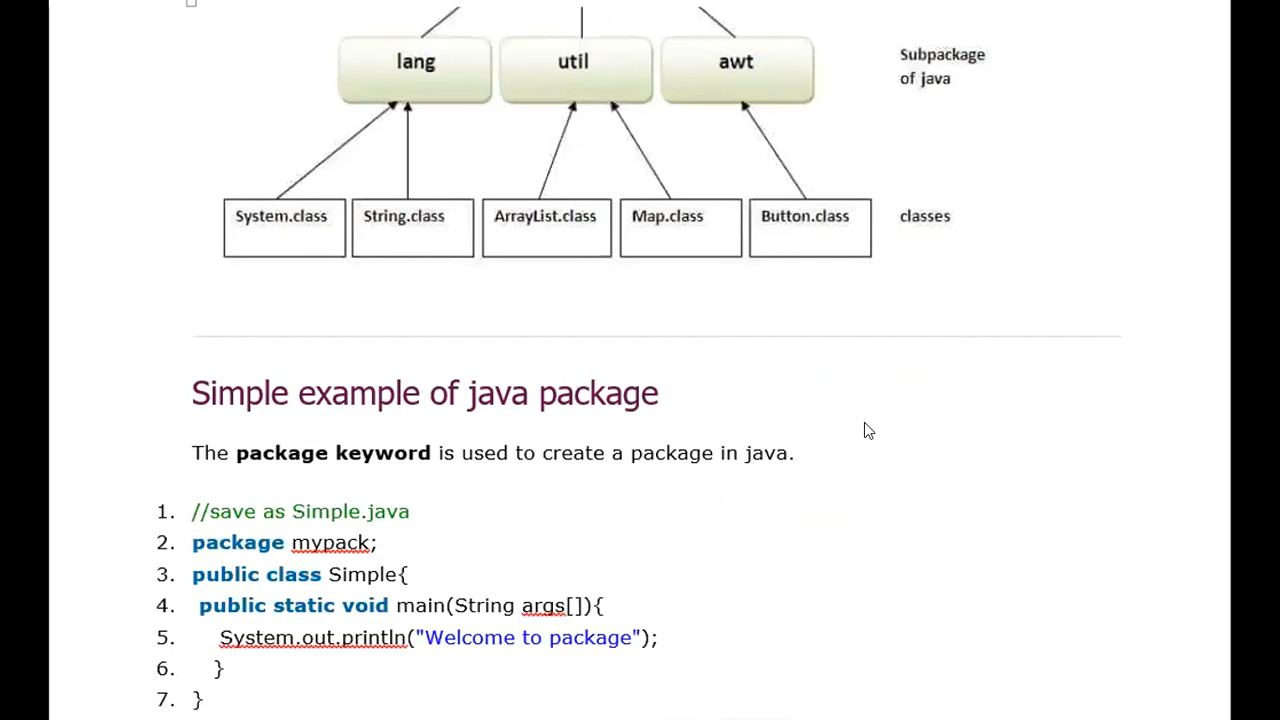 lang util awt
Subpackage
of java
System.class String.class ArrayList.class Map.class Button.class classes
Simple example of java package
The package keyword is used to create a package in java.
1. //save as Simple.java
2. package mypack;
3. public class Simple{
4. public static void main(String args[]){
5. System.out.println("Welcome to package");
6. }
7. }